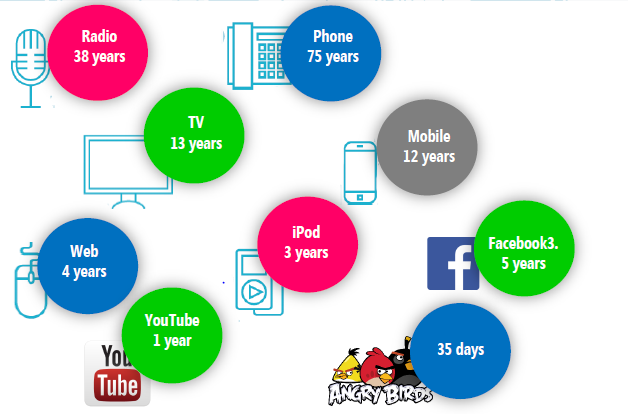 Radio
38 years
Phone
75 years
TV
13 years
Mobile
12 years
iPod
3 years
Web
4 years
Facebook3.
5 years
YouTube
1 year
35 days
You
Tube
ANGRY BIRDS